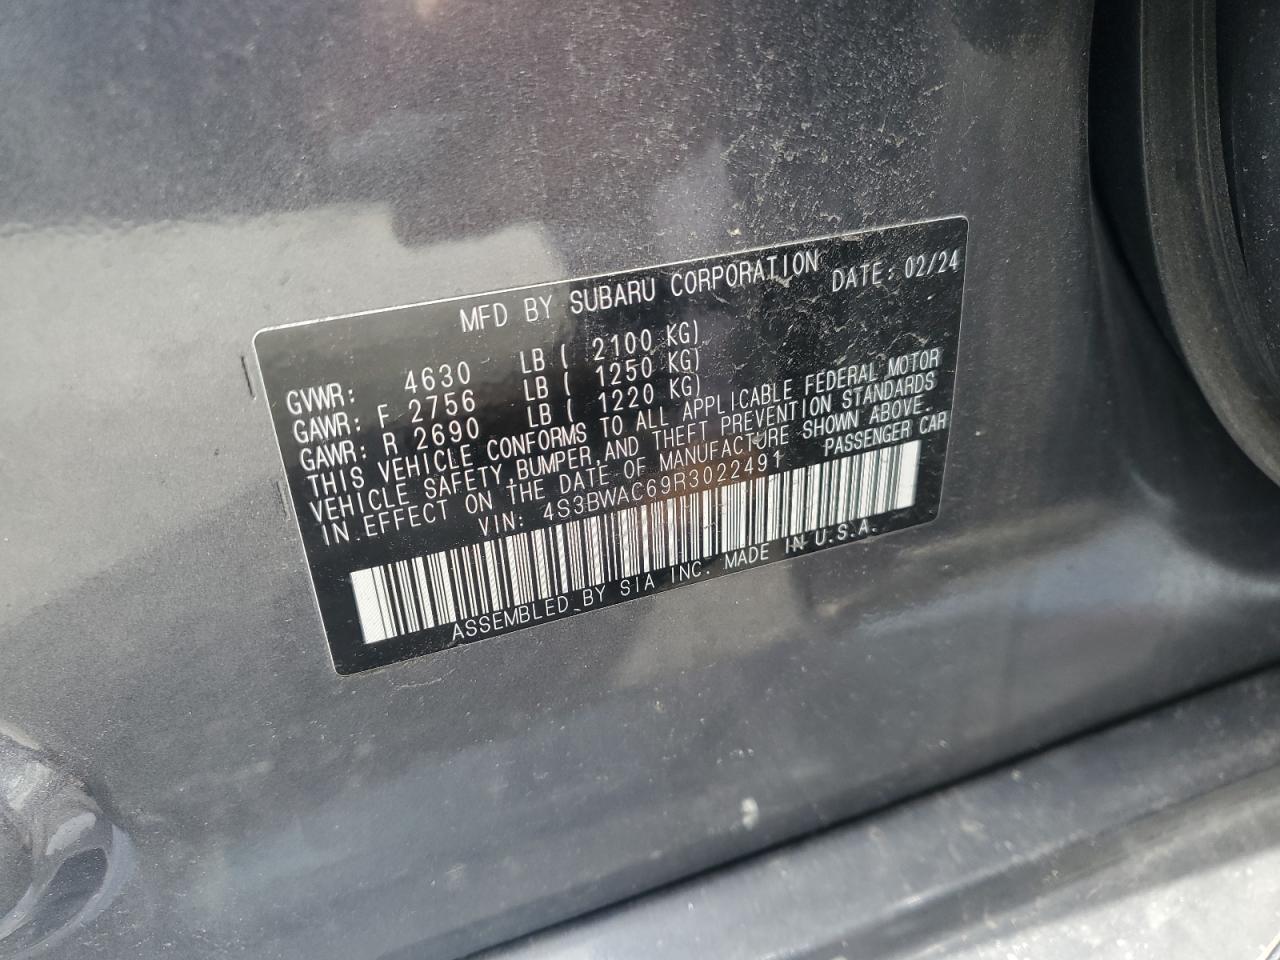 MFD BY SUBARU CORPORATION DATE: 02/24
GVWR: 4630 LB ( 2100 KG)
GAWR: F 2756 LB ( 1250 KG)
GAWR: R 2690 LB ( 1220 KG)
THIS VEHICLE CONFORMS TO ALL APPLICABLE FEDERAL MOTOR
VEHICLE SAFETY,BUMPER,AND THEFT PREVENTION STANDARDS
IN EFFECT ON THE DATE OF MANUFACTURE SHOWN ABOVE.
VIN: 4S3BWAC69R3022491 PASSENGER CAR
ASSEMBLED BY SIA INC. MADE IN U.S.A.